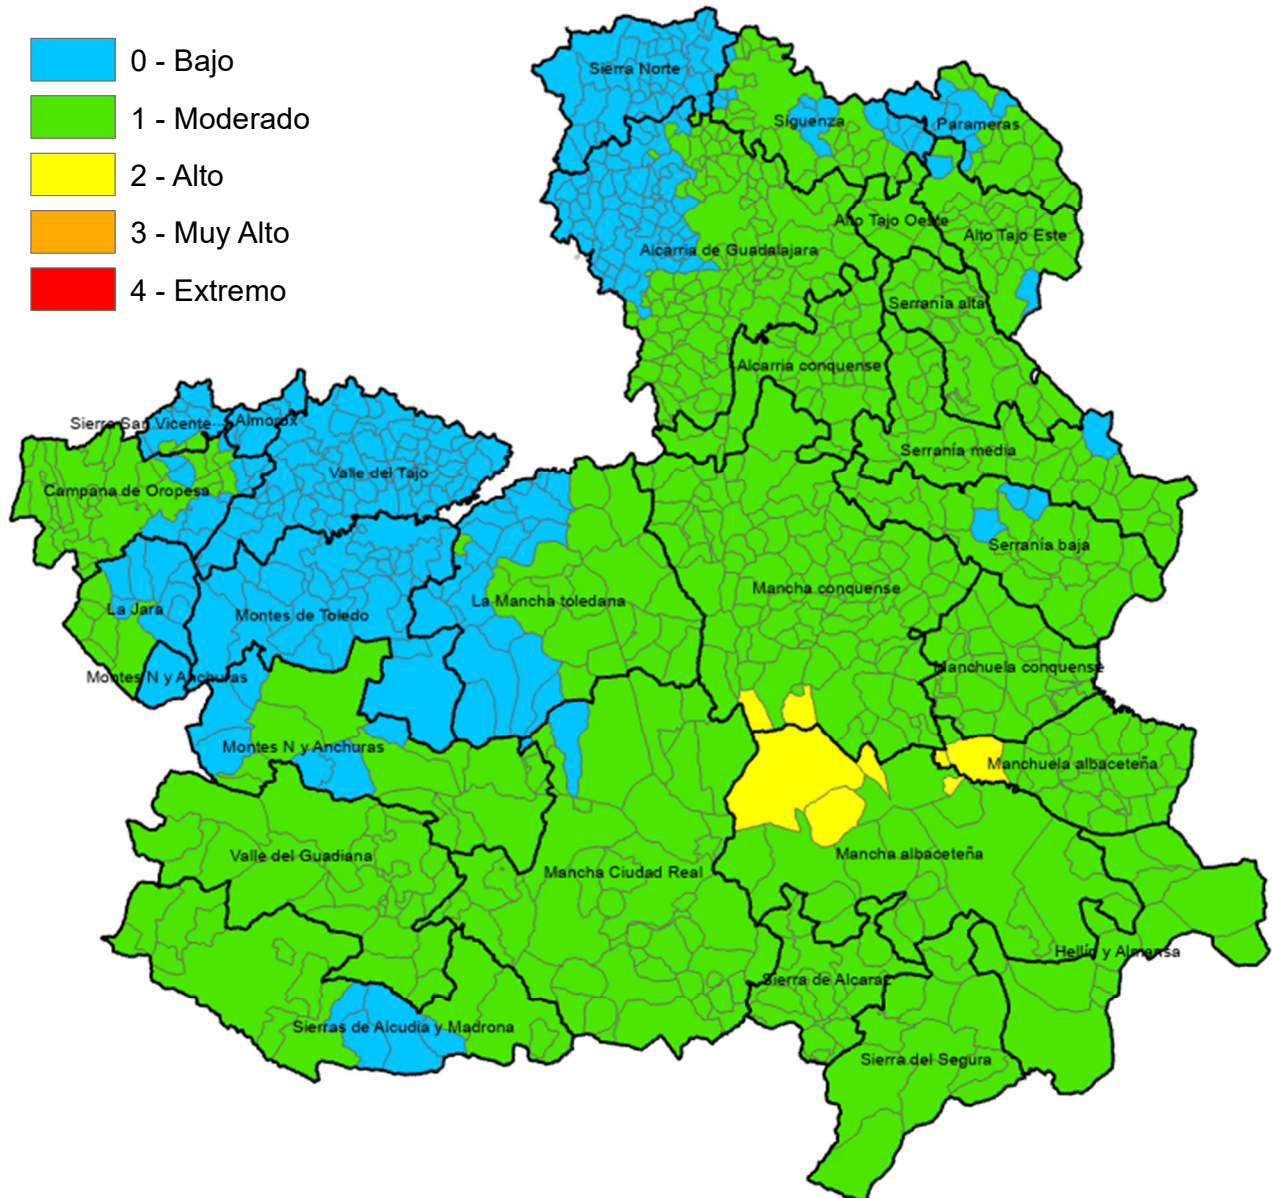 0 - Bajo
1 - Moderado
2 - Alto
3 - Muy Alto
4 - Extremo
Sierra Norte
Siguenza
Parameras
Alto Tajo Oeste
Alto Tajo Este
Alcarria de Guadalajara
Serranía alta
Alcarria conquense
Sierra San Vicente...
Almorox
Serranía media
Valle del Tajo
Campana de Oropesa
Serranía baja
Mancha conquense
La Mancha toledana
La Jara
Montes de Toledo
Manchuela conquense
Montes N y Anchuras
Montes N y Anchuras
Manchuela albaceteña
Mancha albaceteña
Valle del Guadiana
Mancha Ciudad Real
Hellín y Almansa
Sierra de Alcaraz
Sierras de Alcudia y Madrona
Sierra del Segura